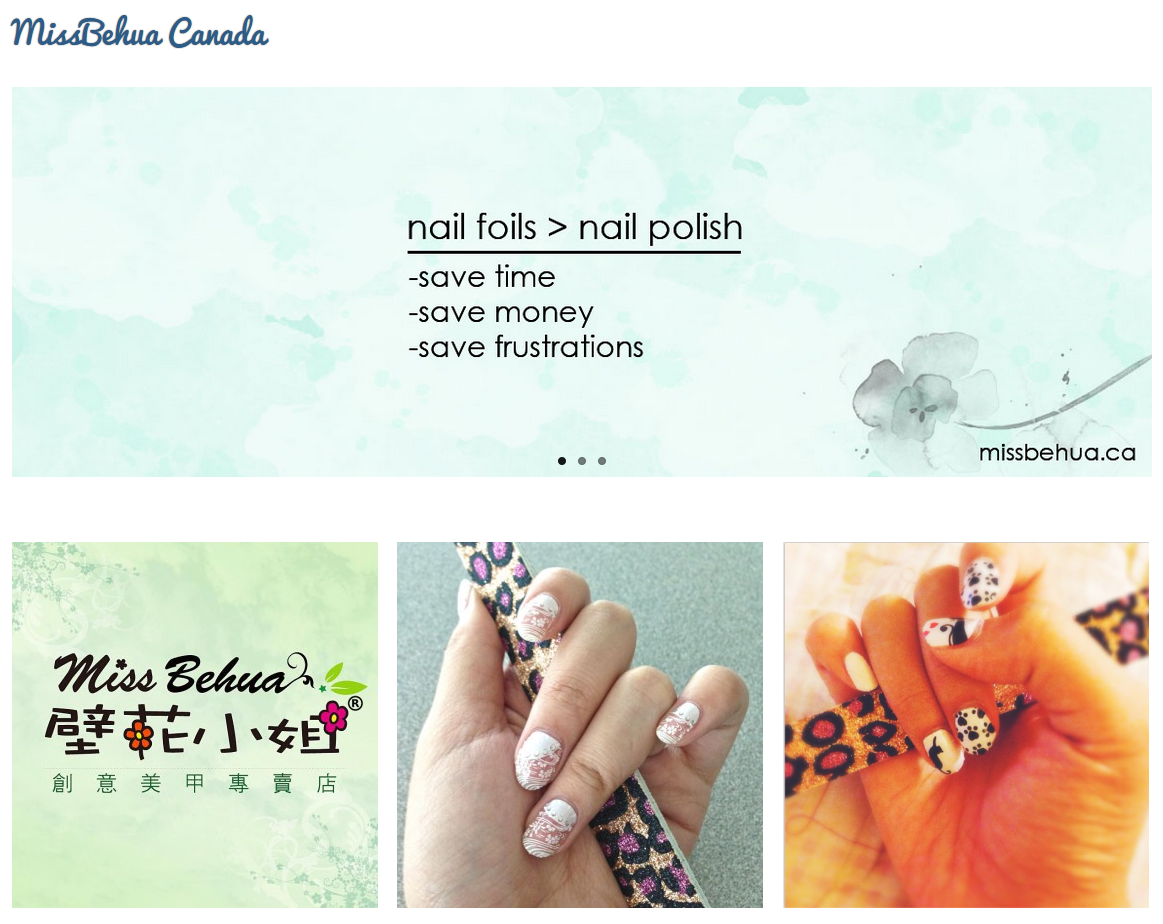 MissBehua Canada
nail foils > nail polish
-save time
-save money
-save frustrations
missbehua.ca
Miss Behua
壁花小姐®
創意美甲專賣店